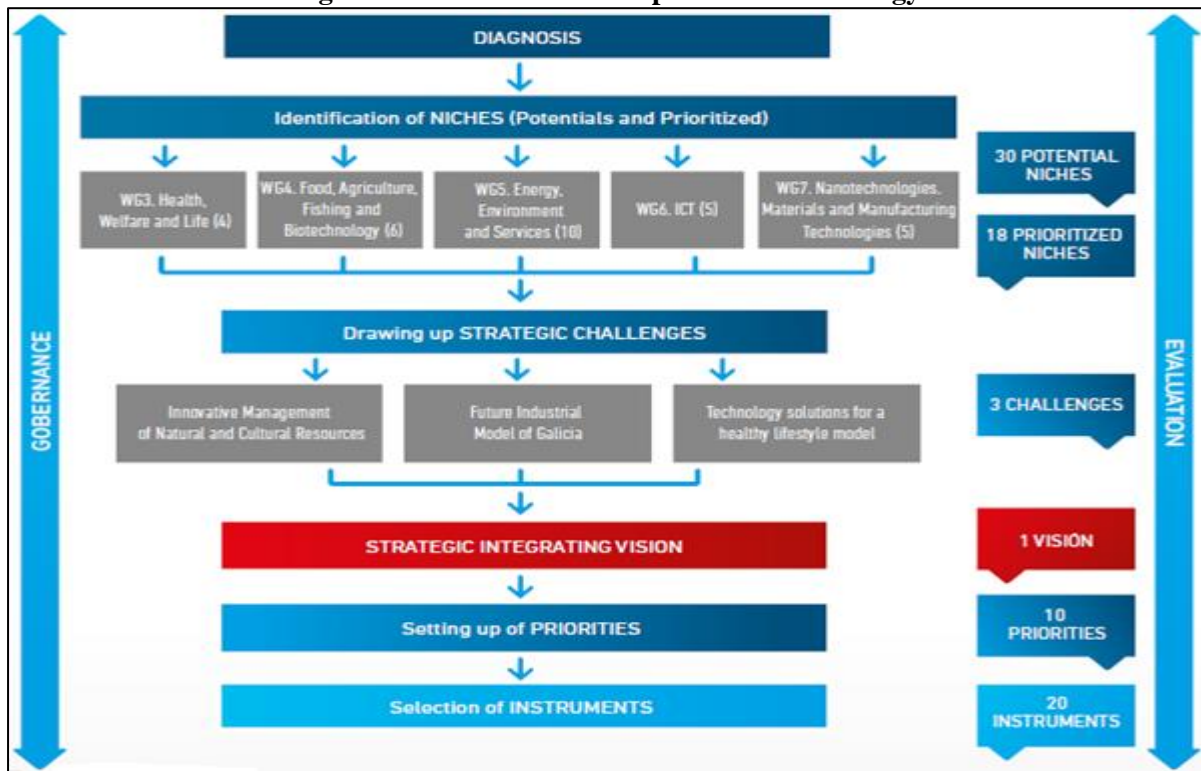 DIAGNOSIS
Identification of NICHES (Potentials and Prioritized)
WG3. Health,
Welfare and Life (4)
WG4. Food, Agriculture,
Fishing and
Biotechnology (6)
WG5. Energy,
Environment
and Services (10)
WG6. ICT (5)
WG7. Nanotechnologies,
Materials and Manufacturing
Technologies (5)
30 POTENTIAL
NICHES
18 PRIORITIZED
NICHES
Drawing up STRATEGIC CHALLENGES
Innovative Management
of Natural and Cultural Resources
Future Industrial
Model of Galicia
Technology solutions for a
healthy lifestyle model
3 CHALLENGES
STRATEGIC INTEGRATING VISION
1 VISIÓN
Setting up of PRIORITIES
10
PRIORITIES
Selection of INSTRUMENTS
20
INSTRUMENTS
GOBERNANCE
EVALUATION